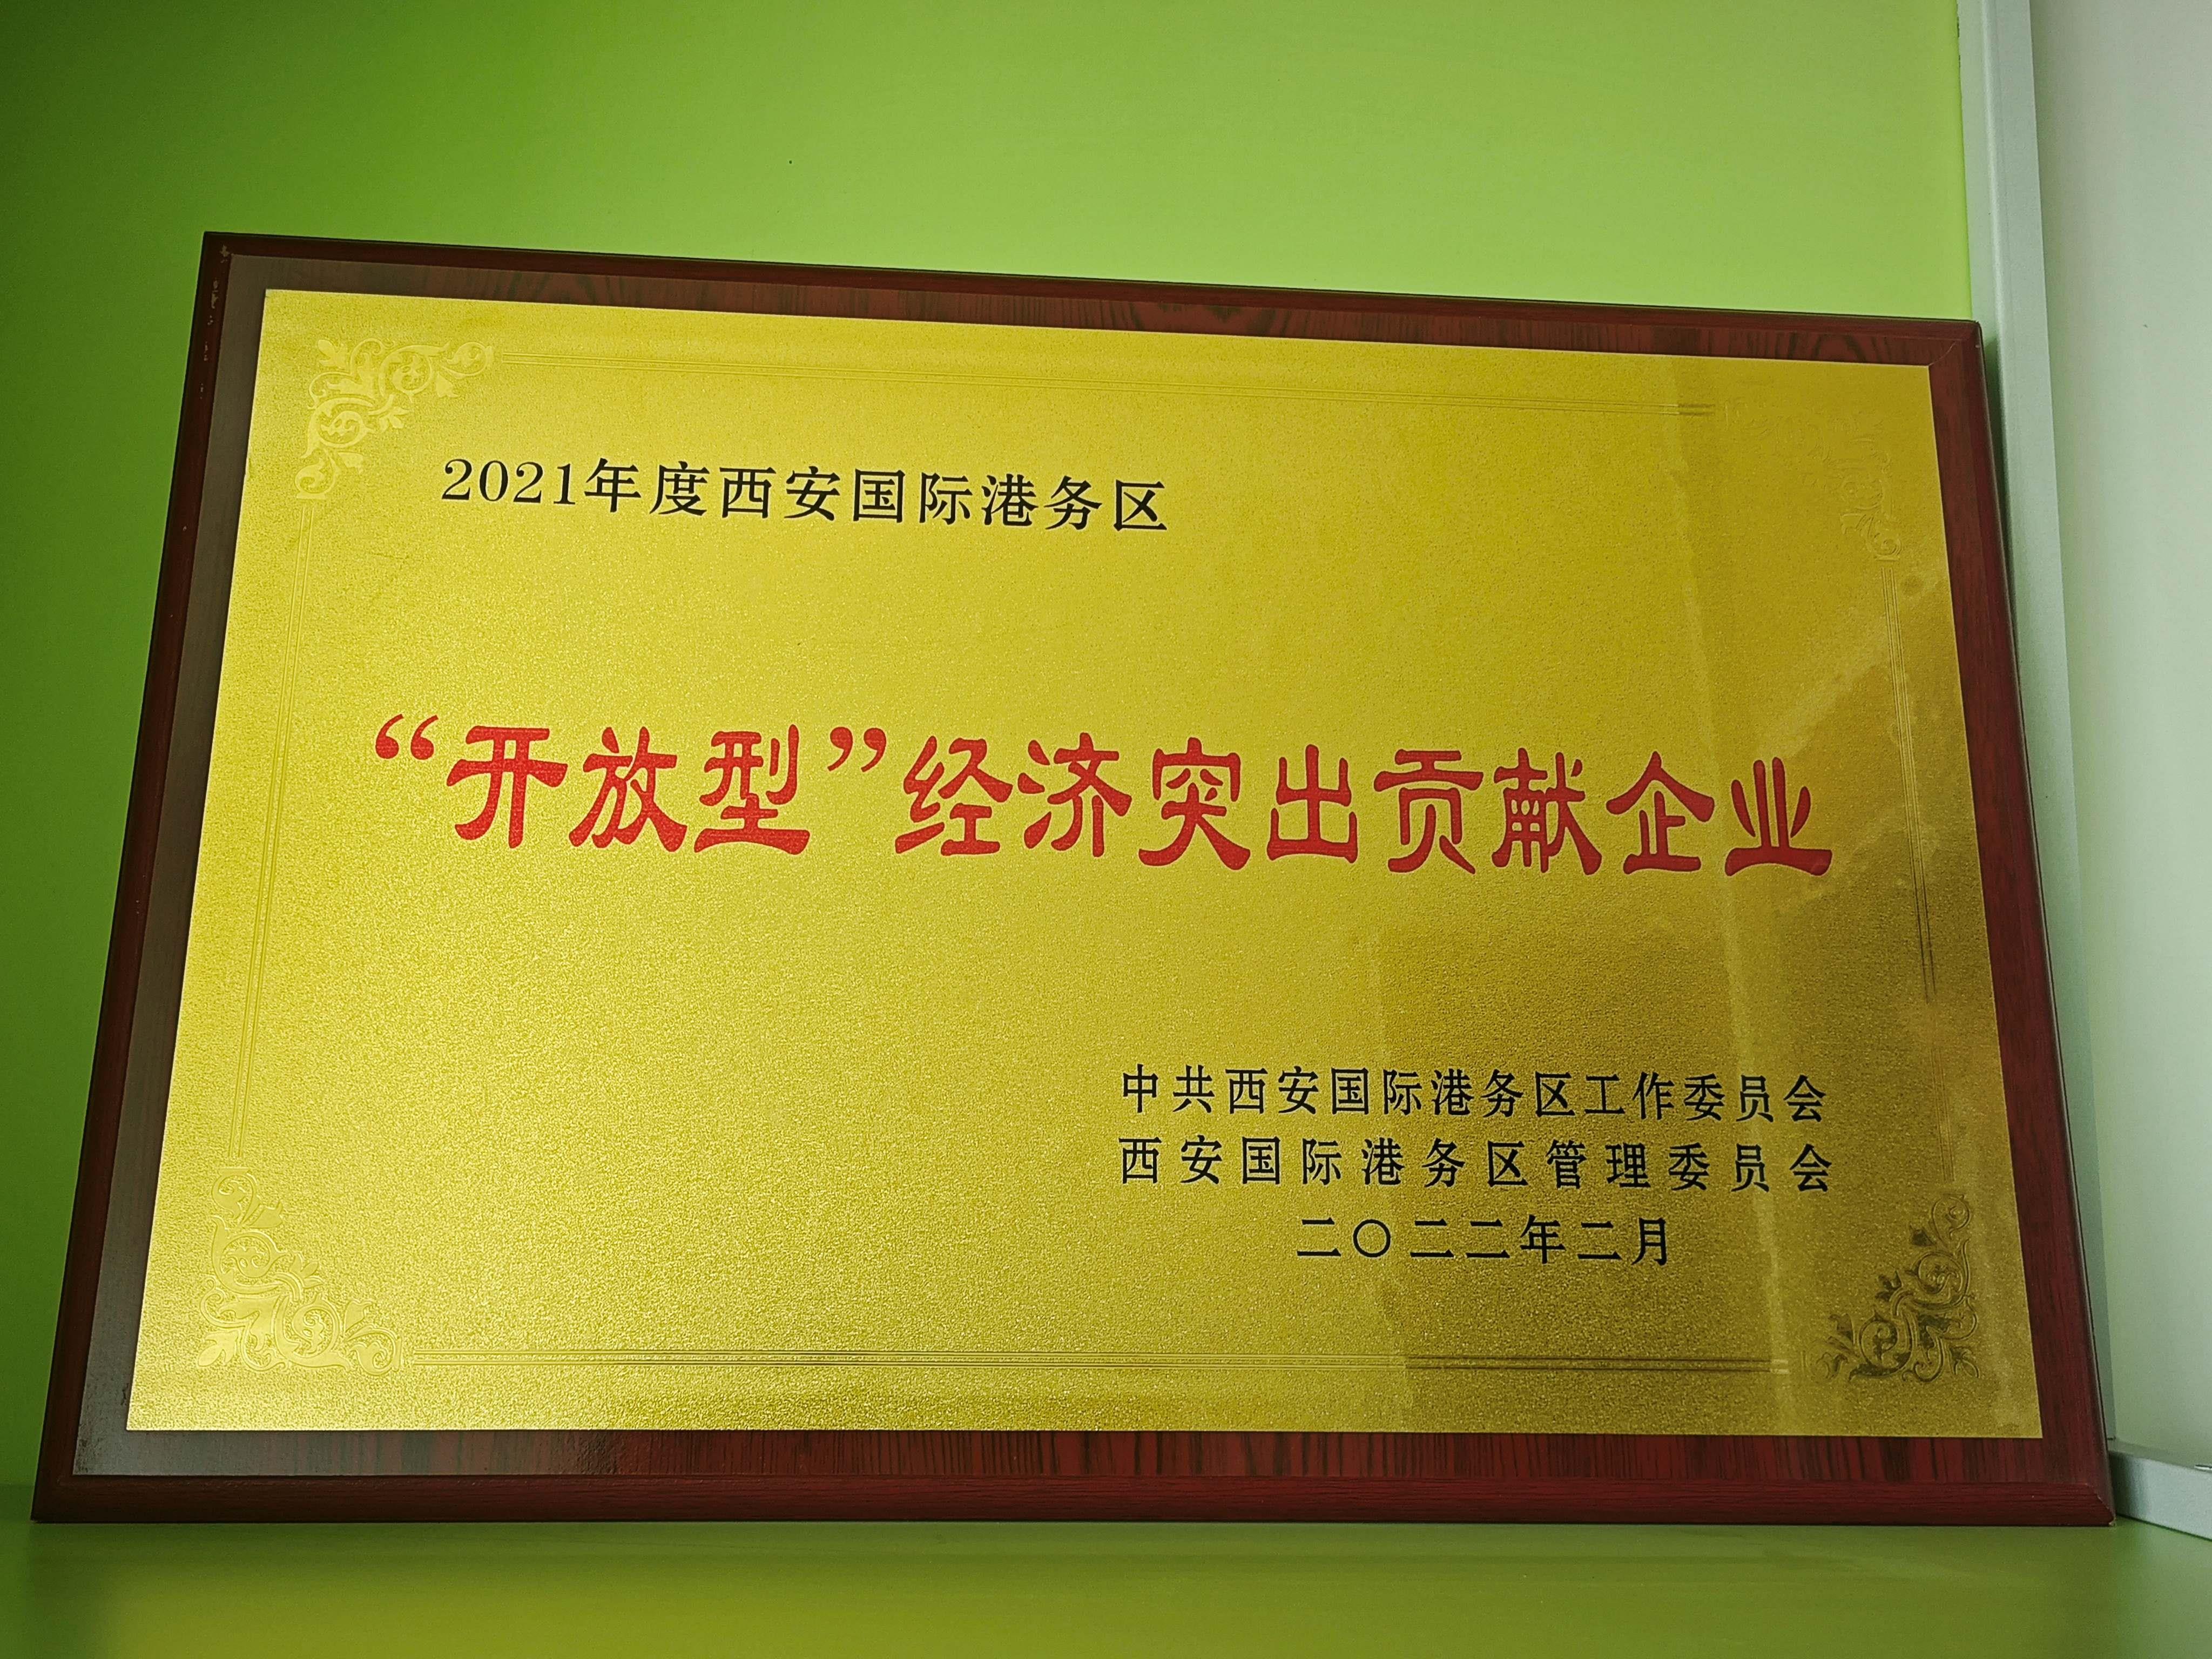 2021年度西安国际港务区
“开放型”经济突出贡献企业
中共西安国际港务区工作委员会
西安国际港务区管理委员会
二〇二二年二月